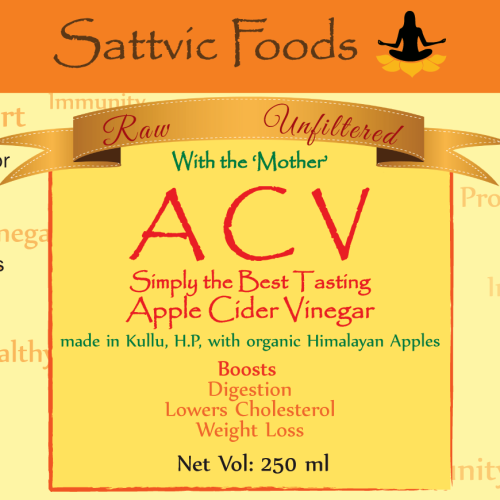 Sattvic Foods
Immunity
Raw Unfiltered
With the 'Mother'
ACV
Simply the Best Tasting
Apple Cider Vinegar
made in Kullu, H.P, with organic Himalayan Apples
Boosts
Digestion
Lowers Cholesterol
Weight Loss
Net Vol: 250 ml